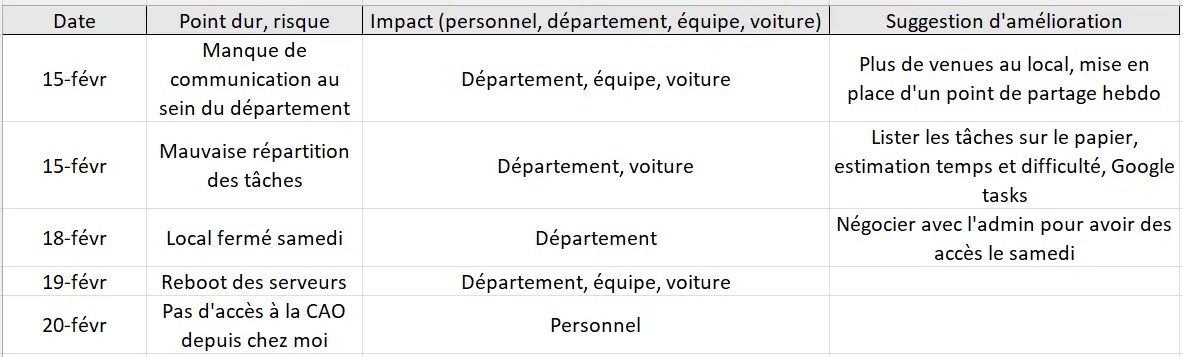 Date Point dur, risque Impact (personnel, département, équipe, voiture) Suggestion d'amélioration
15-févr
Manque de
communication au
sein du département
Département, équipe, voiture
Plus de venues au local, mise en
place d'un point de partage hebdo
15-févr
Mauvaise répartition
des tâches
Département, voiture
Lister les tâches sur le papier,
estimation temps et difficulté, Google
tasks
18-févr
Local fermé samedi
Département
Négocier avec l'admin pour avoir des
accès le samedi
19-févr
Reboot des serveurs
Département, équipe, voiture
20-févr
Pas d'accès à la CAO
depuis chez moi
Personnel